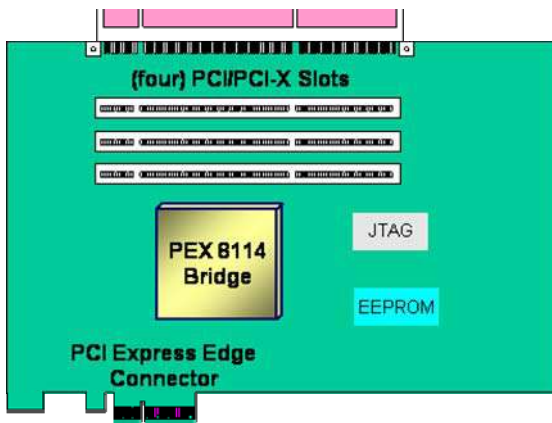 (four) PCI/PCI-X Slots
PEX 8114
Bridge
JTAG
EEPROM
PCI Express Edge
Connector